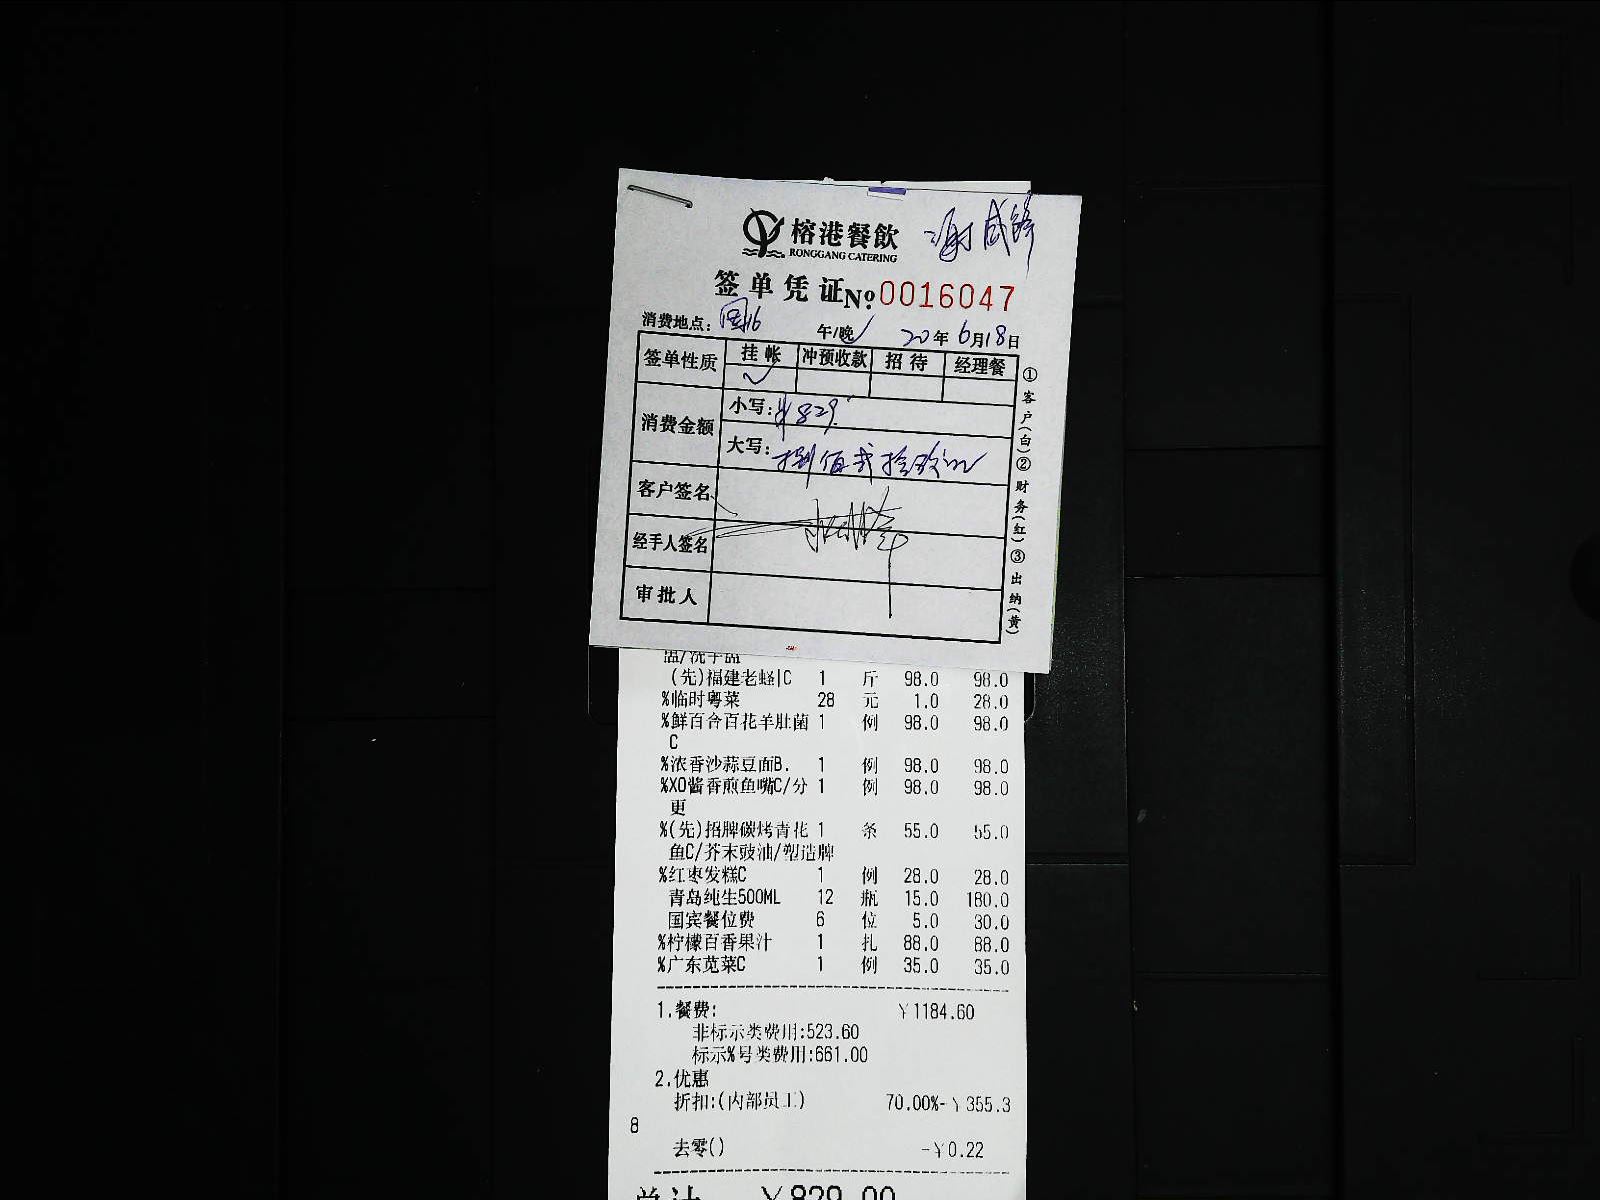 榕港餐飲
RONGGANG CATERING
签单凭证 No: 0016047
消费地点: 国16 午/晚 20年6月18日
签单性质 挂帐 冲预收款 招待 经理餐
消费金额 小写: ¥829.
大写: 捌佰贰拾玖元
客户签名
经手人签名
审批人
①客户(白)②财务(红)③出纳(黄)
(先)福建老蛏|C 1 斤 98.0 98.0
%临时粤菜 28 元 1.0 28.0
%鲜百合百花羊肚菌 1 例 98.0 98.0
C
%浓香沙蒜豆面B. 1 例 98.0 98.0
%XO酱香煎鱼嘴C/分 1 例 98.0 98.0
更
%(先)招牌碳烤青花 1 条 55.0 55.0
鱼C/芥末豉油/塑造牌
%红枣发糕C 1 例 28.0 28.0
青岛纯生500ML 12 瓶 15.0 180.0
国宾餐位费 6 位 5.0 30.0
%柠檬百香果汁 1 扎 88.0 88.0
%广东苋菜C 1 例 35.0 35.0
1.餐费: ¥1184.60
非标示类费用:523.60
标示%号类费用:661.00
2.优惠
折扣:(内部员工) 70.00%-¥355.3
8
去零() -¥0.22
总计 ¥829.00